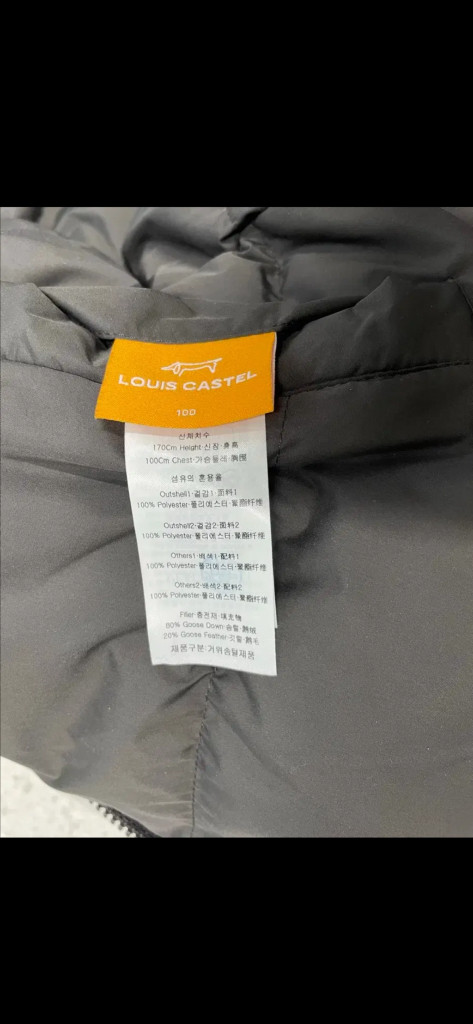 LOUIS CASTEL
100
신체치수
170Cm Height·신장·身高
100Cm Chest·가슴둘레·胸围
섬유의 혼용율
Outshell1·겉감1·面料1
100% Polyester·폴리에스터·聚酯纤维
Outshell2·겉감2·面料2
100% Polyester·폴리에스터·聚酯纤维
Others1·배색1·配料1
100% Polyester·폴리에스터·聚酯纤维
Others2·배색2·配料2
100% Polyester·폴리에스터·聚酯纤维
Filler·충전재·填充物
80% Goose Down·솜털·鹅绒
20% Goose Feather·깃털·鹅毛
제품구분·거위솜털제품